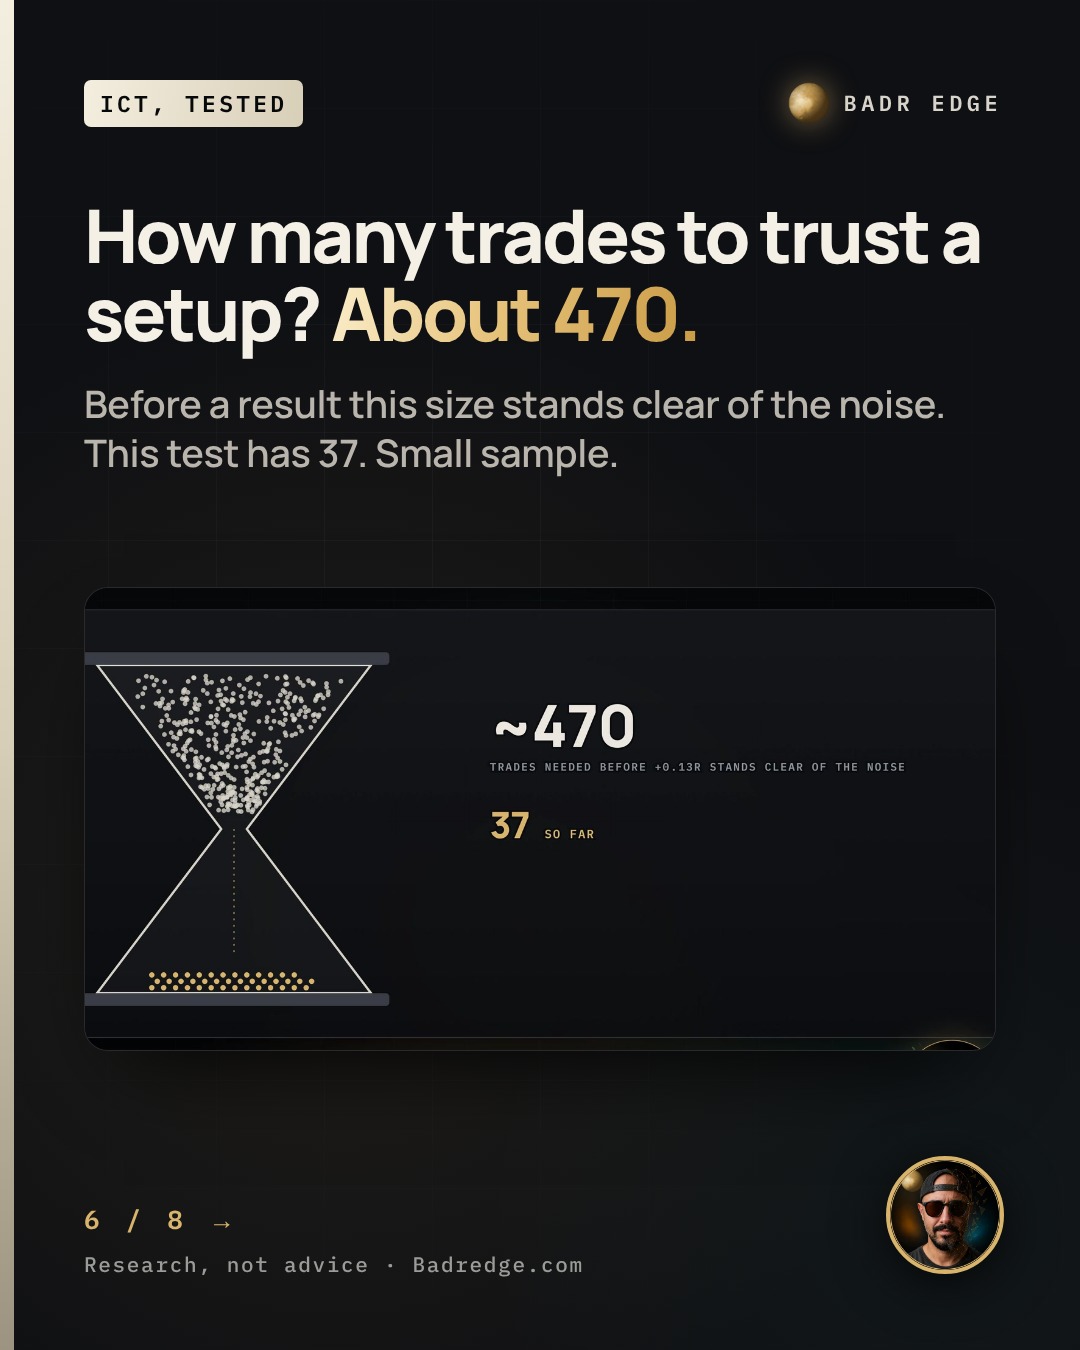 ICT, TESTED
BADR EDGE
How many trades to trust a
setup? About 470.
Before a result this size stands clear of the noise.
This test has 37. Small sample.
~470
TRADES NEEDED BEFORE +0.13R STANDS CLEAR OF THE NOISE
37 SO FAR
6 / 8 →
Research, not advice · Badredge.com